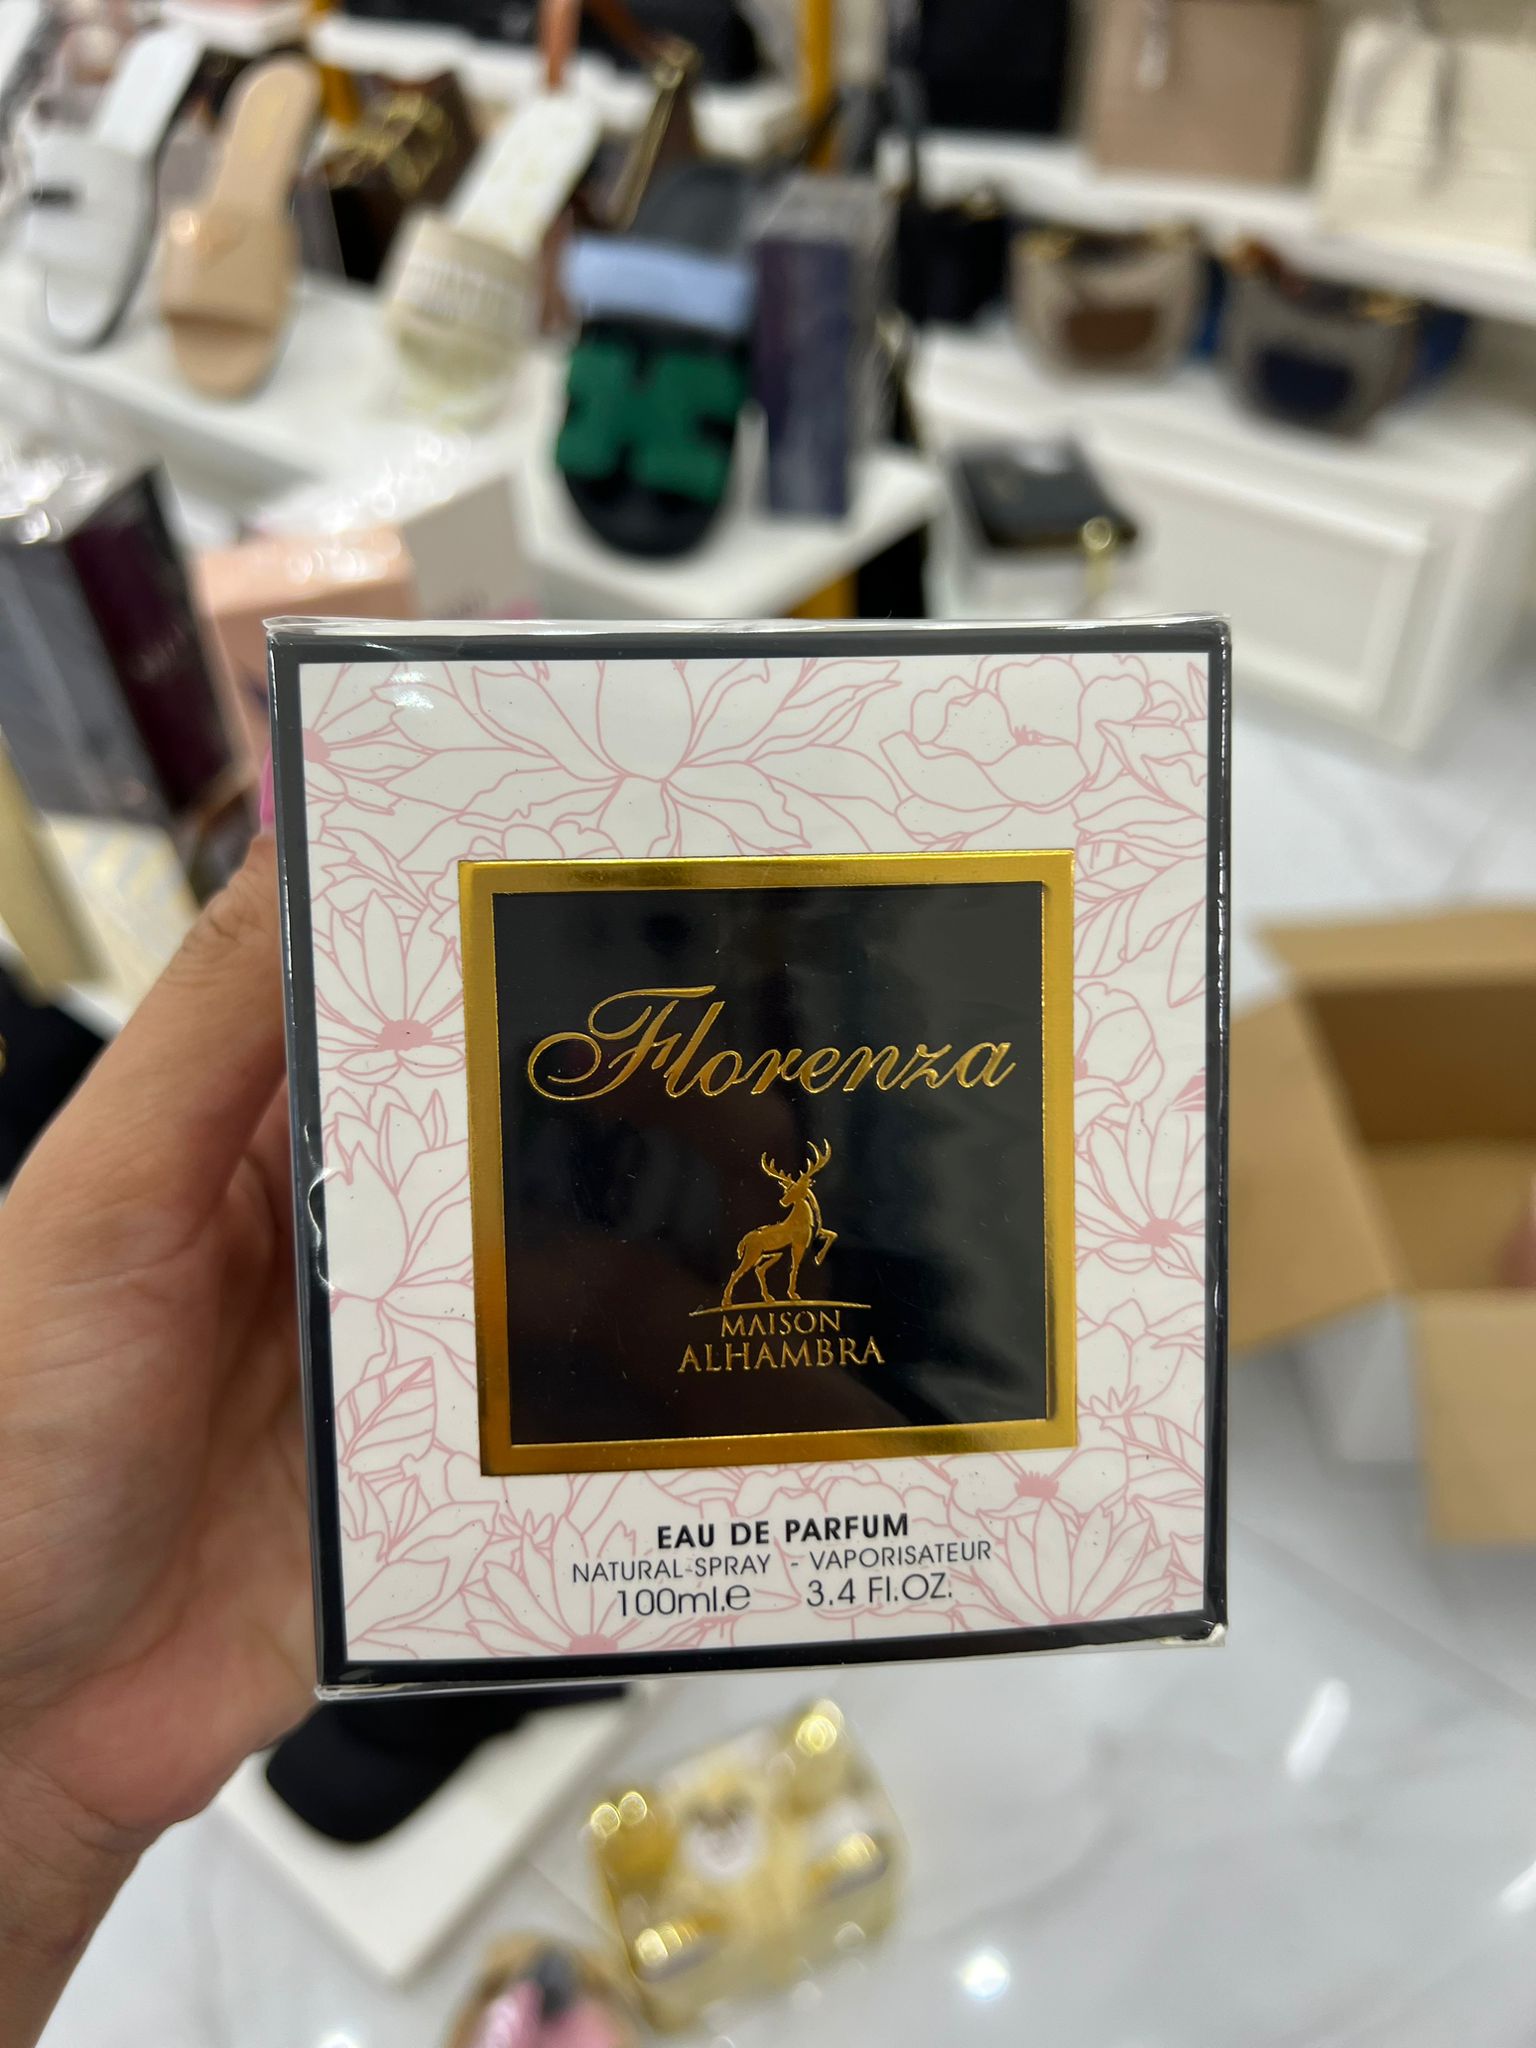 Florenza
MAISON
ALHAMBRA
EAU DE PARFUM
NATURAL-SPRAY - VAPORISATEUR
100ml.e 3.4 Fl.OZ.